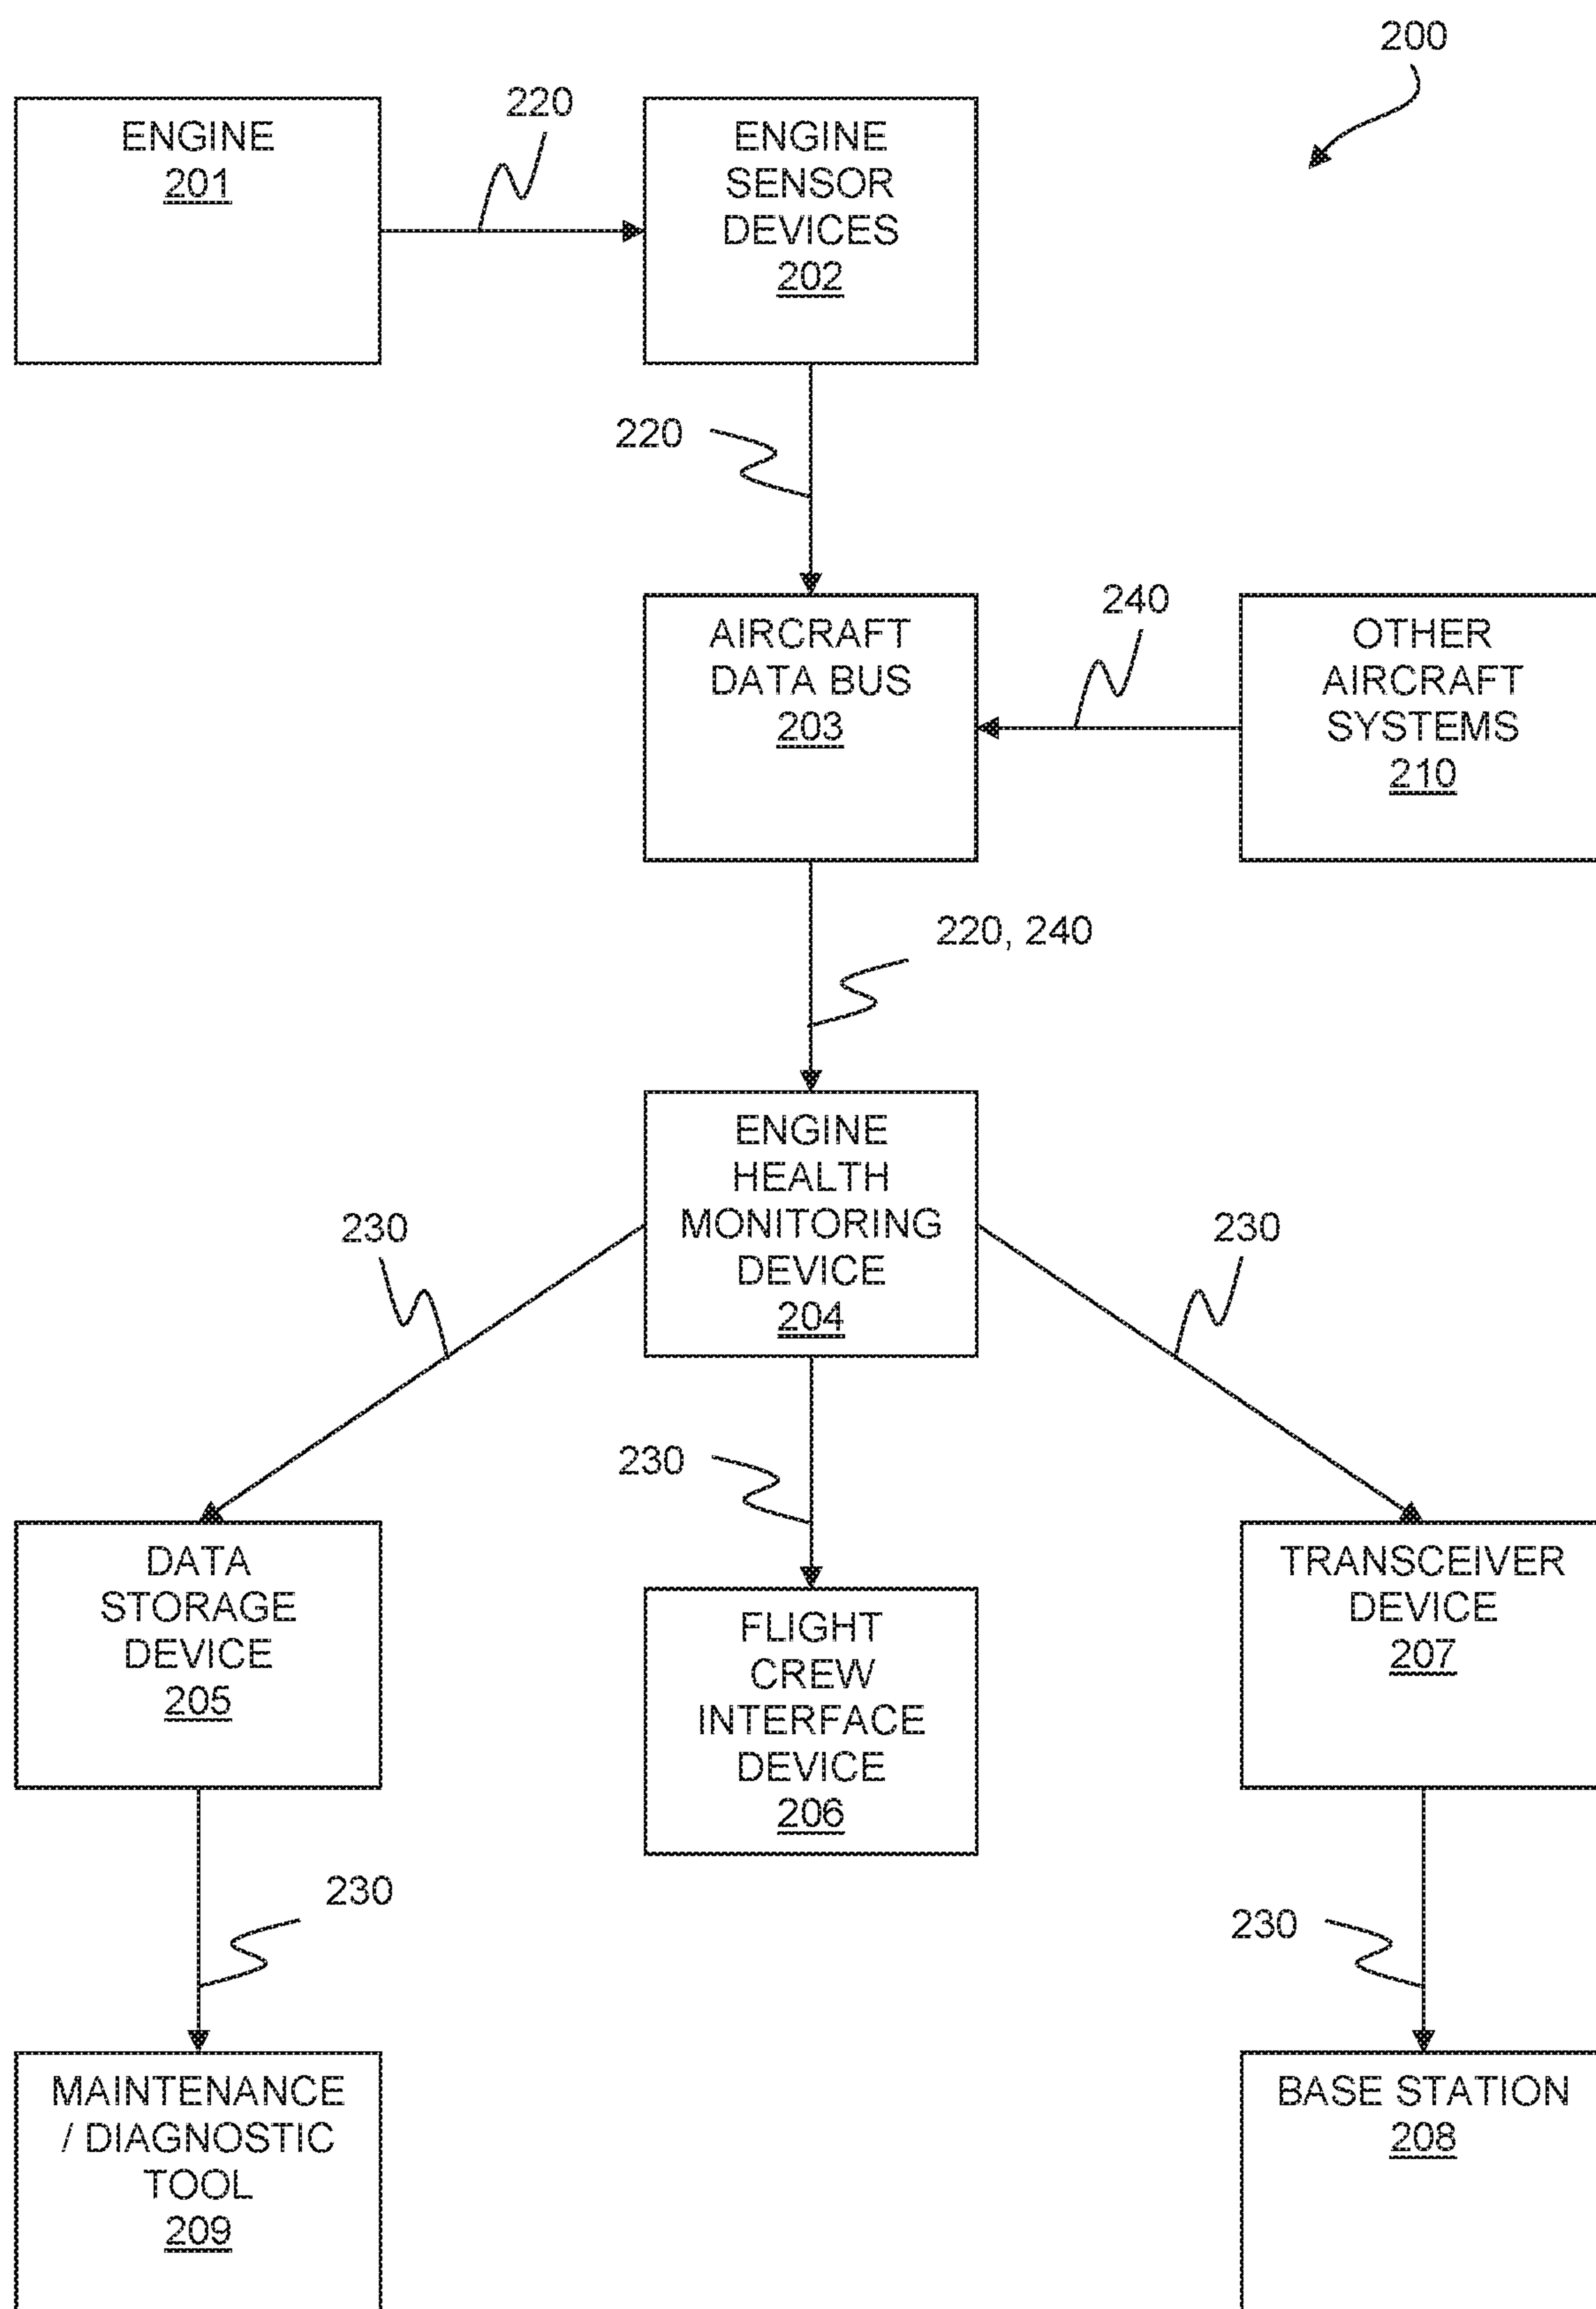 200
ENGINE
201
220
ENGINE
SENSOR
DEVICES
202
220
AIRCRAFT
DATA BUS
203
240
OTHER
AIRCRAFT
SYSTEMS
210
220, 240
ENGINE
HEALTH
MONITORING
DEVICE
204
230
230
230
DATA
STORAGE
DEVICE
205
FLIGHT
CREW
INTERFACE
DEVICE
206
TRANSCEIVER
DEVICE
207
230
230
MAINTENANCE
/ DIAGNOSTIC
TOOL
209
BASE STATION
208